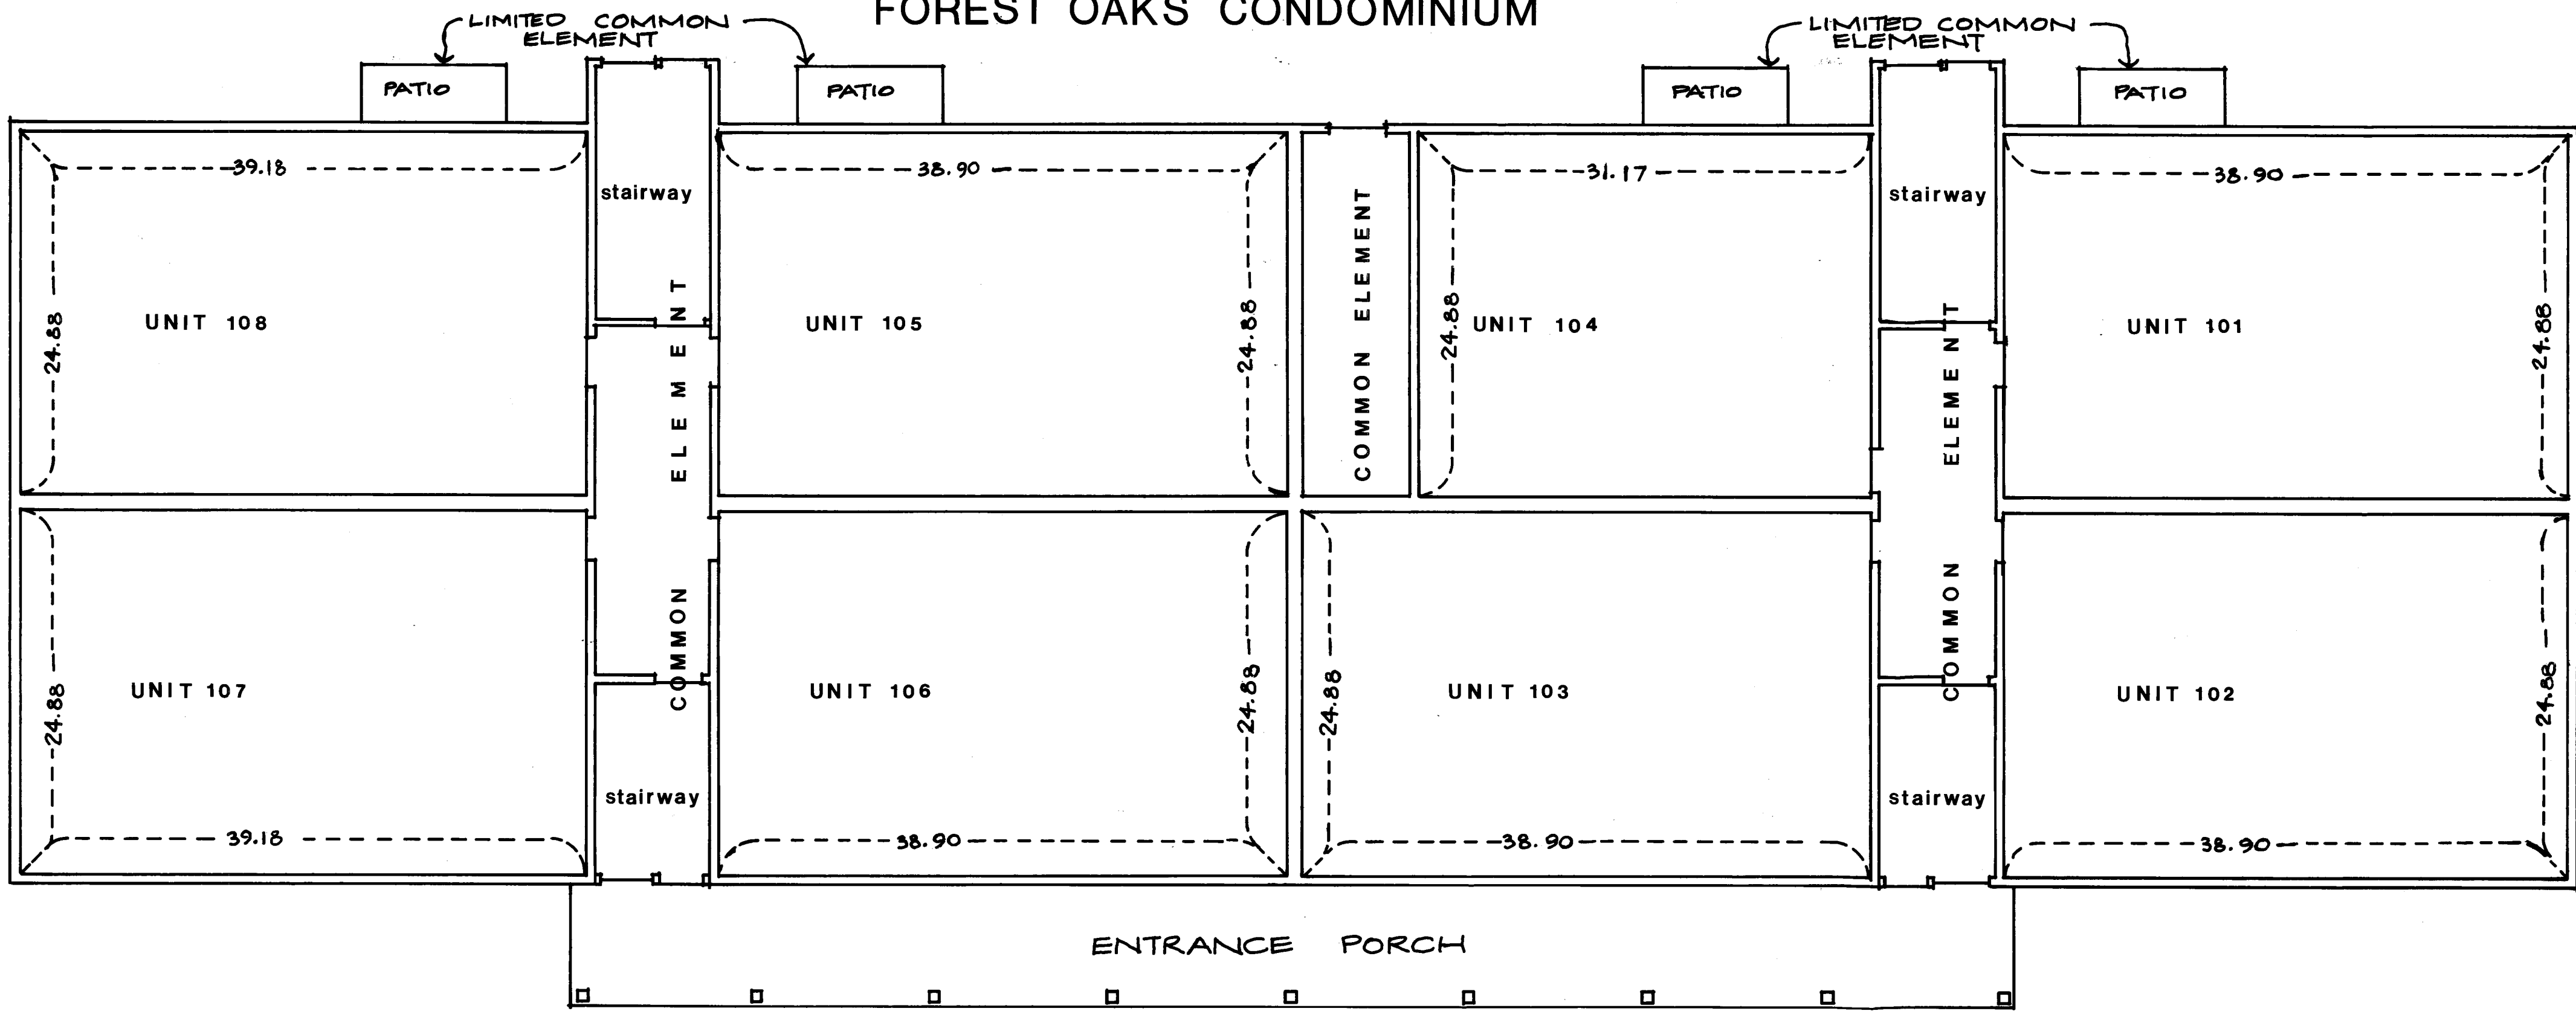 FOREST OAKS CONDOMINIUM
LIMITED COMMON
ELEMENT
LIMITED COMMON
ELEMENT
PATIO
PATIO
PATIO
PATIO
39.18
24.88
UNIT 108
stairway
38.90
24.88
UNIT 105
COMMON ELEMENT
COMMON ELEMENT
31.17
24.88
UNIT 104
stairway
COMMON ELEMENT
38.90
24.88
UNIT 101
24.88
UNIT 107
39.18
stairway
UNIT 106
24.88
38.90
24.88
UNIT 103
38.90
stairway
UNIT 102
24.88
38.90
ENTRANCE PORCH